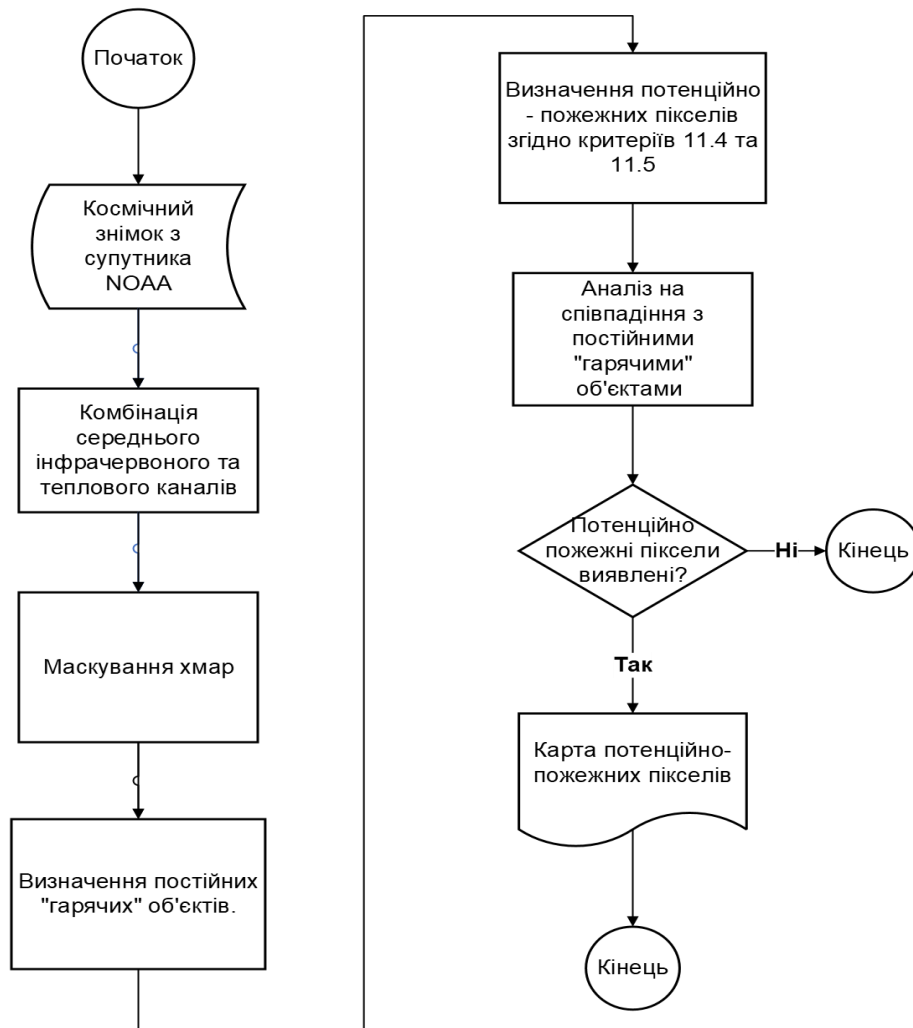 Початок
Космічний
знімок з
супутника
NOAA
Комбінація
середнього
інфрачервоного та
теплового каналів
Маскування хмар
Визначення постійних
"гарячих" об'єктів.
Визначення потенційно
- пожежних пікселів
згідно критеріїв 11.4 та
11.5
Аналіз на
співпадіння з
постійними
"гарячими"
об'єктами
Потенційно
пожежні піксели
виявлені?
Ні
Кінець
Так
Карта потенційно-
пожежних пікселів
Кінець